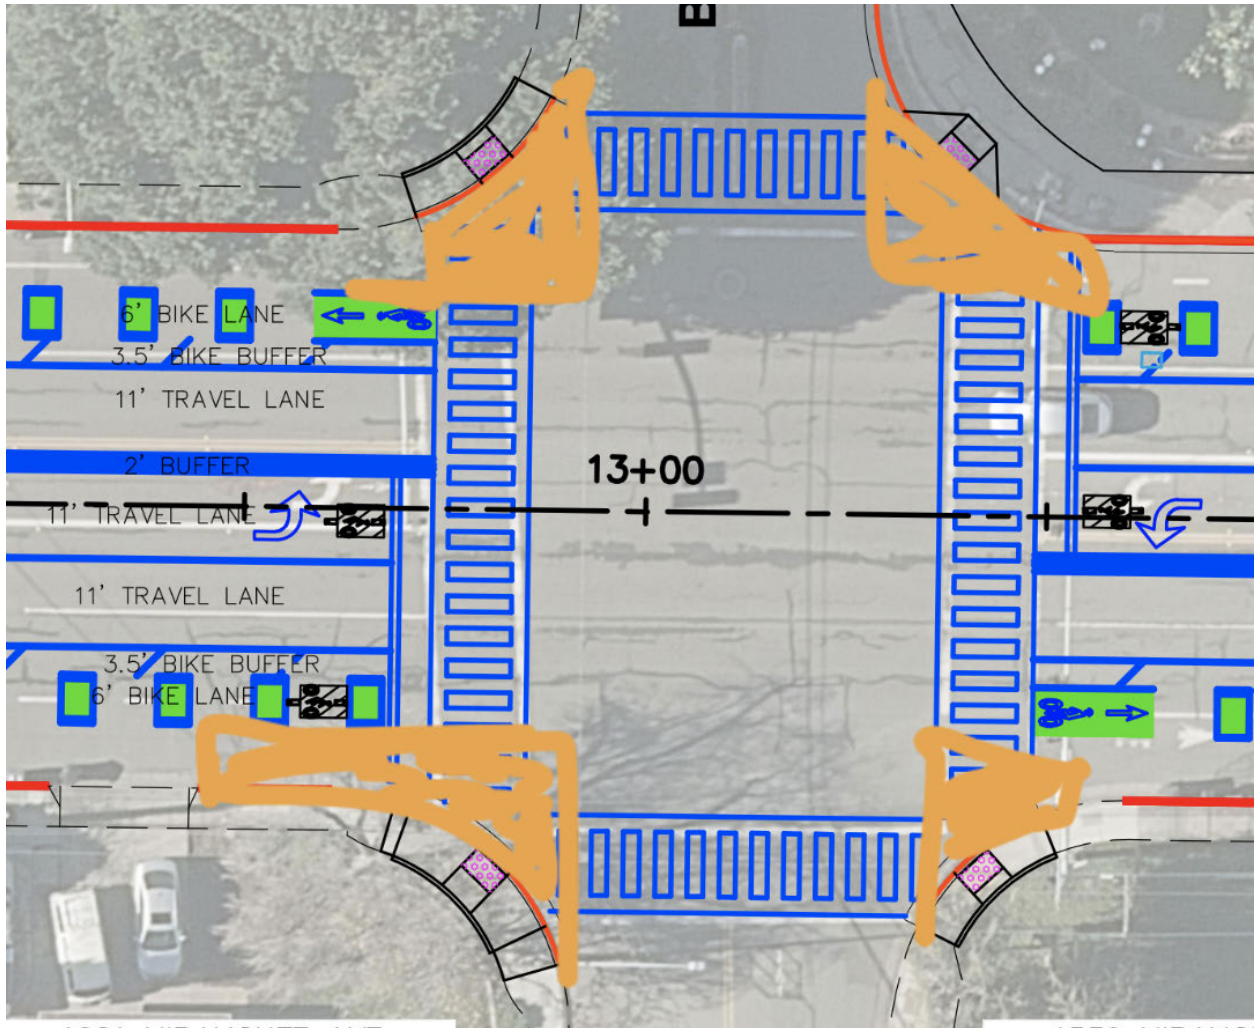 B
6' BIKE LANE
3.5' BIKE BUFFER
11' TRAVEL LANE
2' BUFFER
13+00
11' TRAVEL LANE
11' TRAVEL LANE
3.5' BIKE BUFFER
6' BIKE LANE